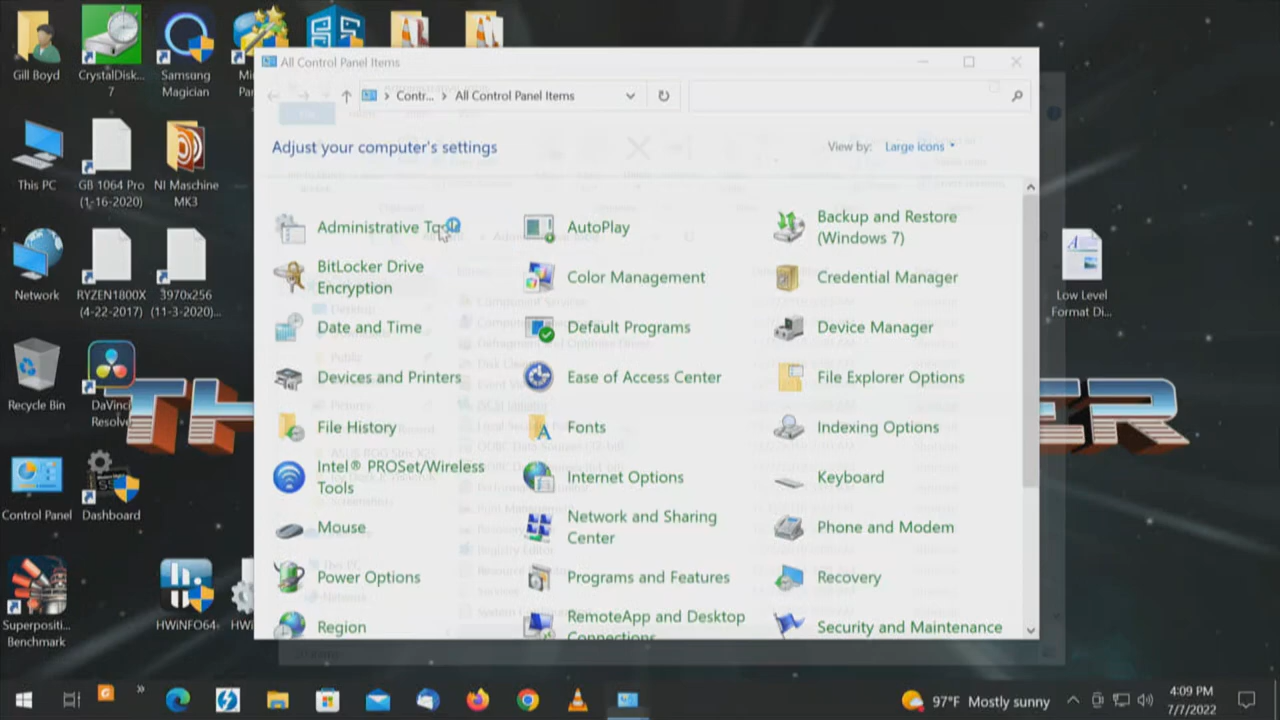 Gill Boyd
CrystalDisk...
7
Samsung
Magician
This PC
GB 1064 Pro
(1-16-2020)
NI Maschine
MK3
Network
RYZEN1800X
(4-22-2017)
3970x256
(11-3-2020)...
Recycle Bin
DaVinci
Resolve
Control Panel
Dashboard
Superpositi...
Benchmark
HWiNFO64
All Control Panel Items
Contr... > All Control Panel Items
Adjust your computer's settings
View by: Large icons
Administrative
AutoPlay
Backup and Restore
(Windows 7)
BitLocker Drive
Encryption
Color Management
Credential Manager
Date and Time
Default Programs
Device Manager
Devices and Printers
Ease of Access Center
File Explorer Options
File History
Fonts
Indexing Options
Intel® PROSet/Wireless
Tools
Internet Options
Keyboard
Mouse
Network and Sharing
Center
Phone and Modem
Power Options
Programs and Features
Recovery
Region
RemoteApp and Desktop
Connections
Security and Maintenance
Low Level
Format Di...
97°F Mostly sunny
4:09 PM
7/7/2022